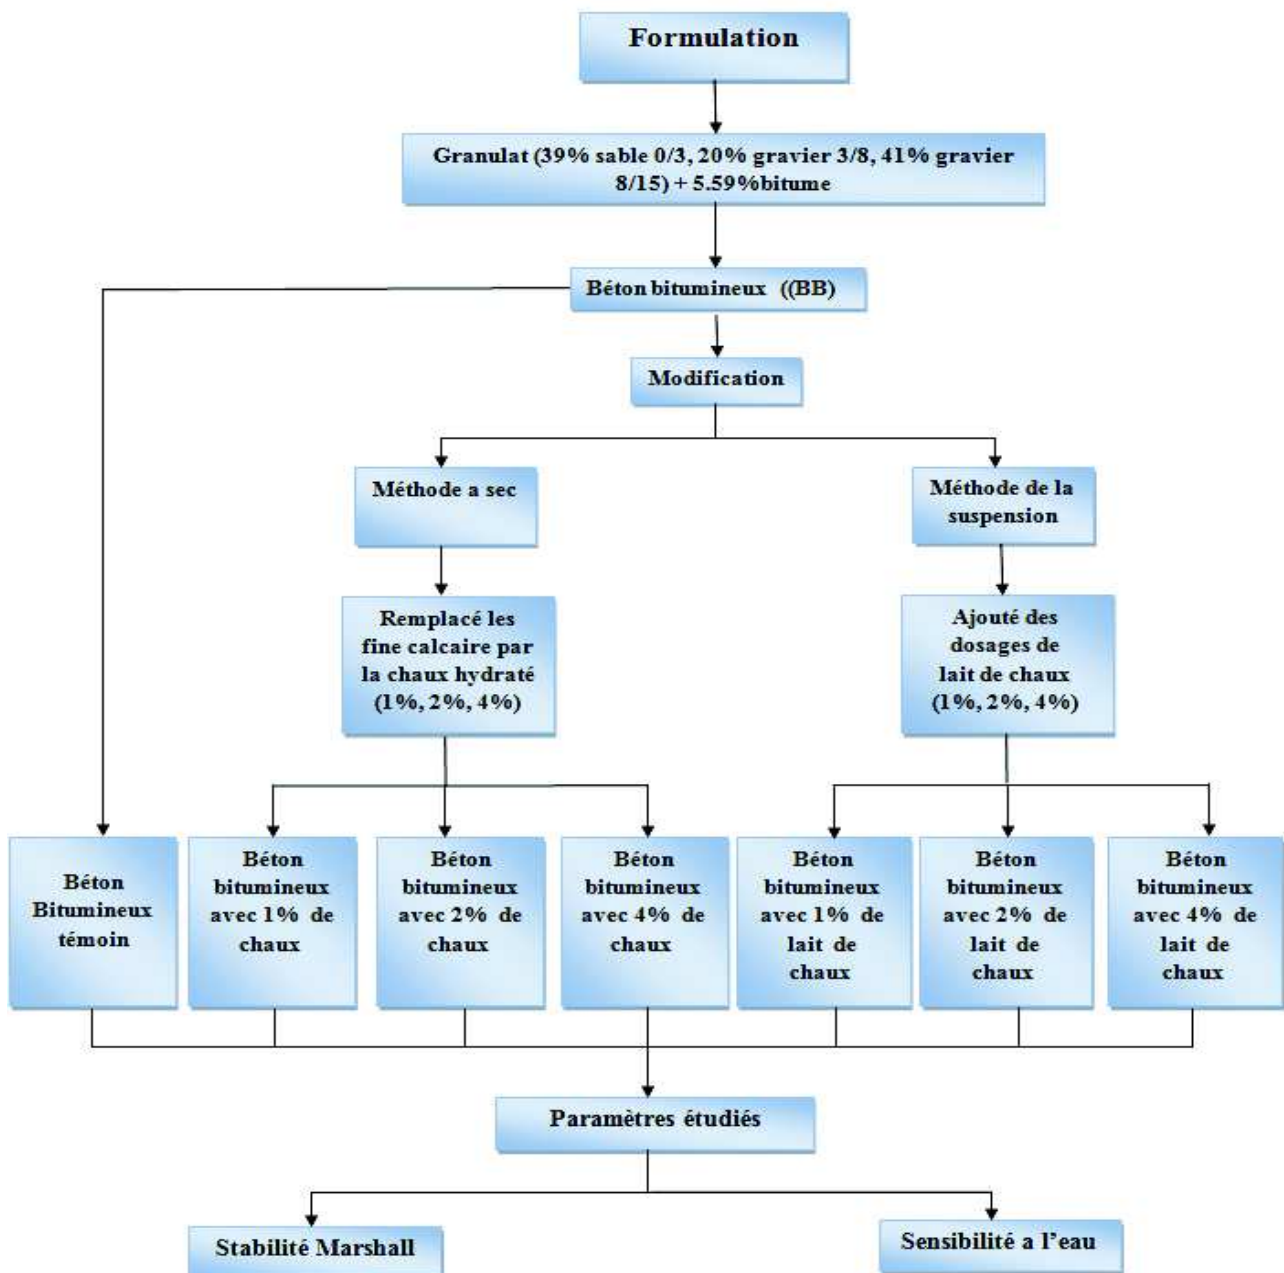 Formulation
Granulat (39% sable 0/3, 20% gravier 3/8, 41% gravier
8/15) + 5.59%bitume
Béton bitumineux ((BB)
Modification
Méthode a sec
Méthode de la
suspension
Remplacé les
fine calcaire par
la chaux hydraté
(1%, 2%, 4%)
Ajouté des
dosages de
lait de chaux
(1%, 2%, 4%)
Béton
Bitumineux
témoin
Béton
bitumineux
avec 1% de
chaux
Béton
bitumineux
avec 2% de
chaux
Béton
bitumineux
avec 4% de
chaux
Béton
bitumineux
avec 1% de
lait de
chaux
Béton
bitumineux
avec 2% de
lait de
chaux
Béton
bitumineux
avec 4% de
lait de
chaux
Paramètres étudiés
Stabilité Marshall
Sensibilité a l’eau